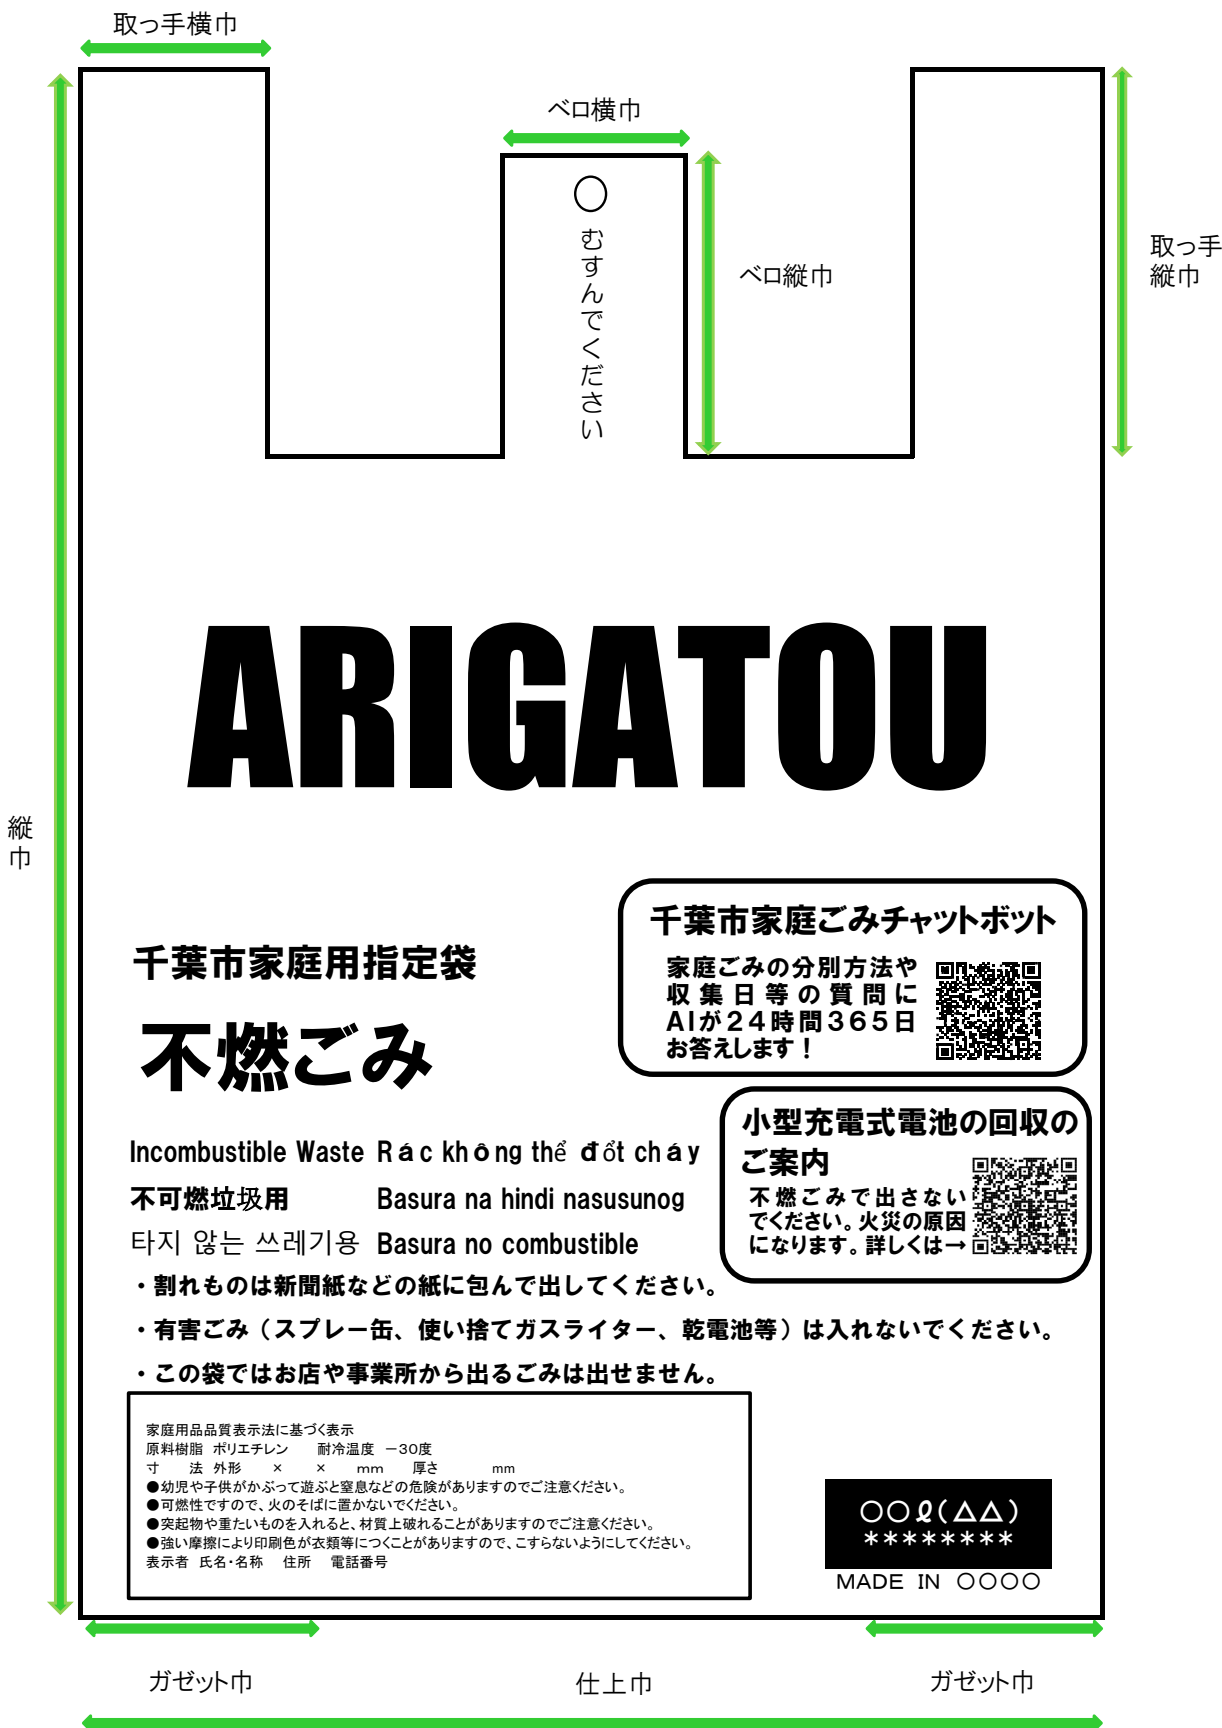 取っ手横巾
ベロ横巾
○
むすんでください
ベロ縦巾
取っ手
縦巾
ARIGATOU
縦
巾
千葉市家庭ごみチャットボット
家庭ごみの分別方法や
収集日等の質問に
AIが24時間365日
お答えします！
千葉市家庭用指定袋
不燃ごみ
小型充電式電池の回収の
ご案内
不燃ごみで出さない
でください。火災の原因
になります。詳しくは→
Incombustible Waste Rác không thể đốt cháy
不可燃垃圾用 Basura na hindi nasusunog
타지 않는 쓰레기용 Basura no combustible
・割れものは新聞紙などの紙に包んで出してください。
・有害ごみ（スプレー缶、使い捨てガスライター、乾電池等）は入れないでください。
・この袋ではお店や事業所から出るごみは出せません。
家庭用品品質表示法に基づく表示
原料樹脂 ポリエチレン 耐冷温度 －30度
寸 法 外形 × × mm 厚さ mm
●幼児や子供がかぶって遊ぶと窒息などの危険がありますのでご注意ください。
●可燃性ですので、火のそばに置かないでください。
●突起物や重たいものを入れると、材質上破れることがありますのでご注意ください。
●強い摩擦により印刷色が衣類等につくことがありますので、こすらないようにしてください。
表示者 氏名・名称 住所 電話番号
○○ℓ(△△)
********
MADE IN ○○○○
ガゼット巾
仕上巾
ガゼット巾